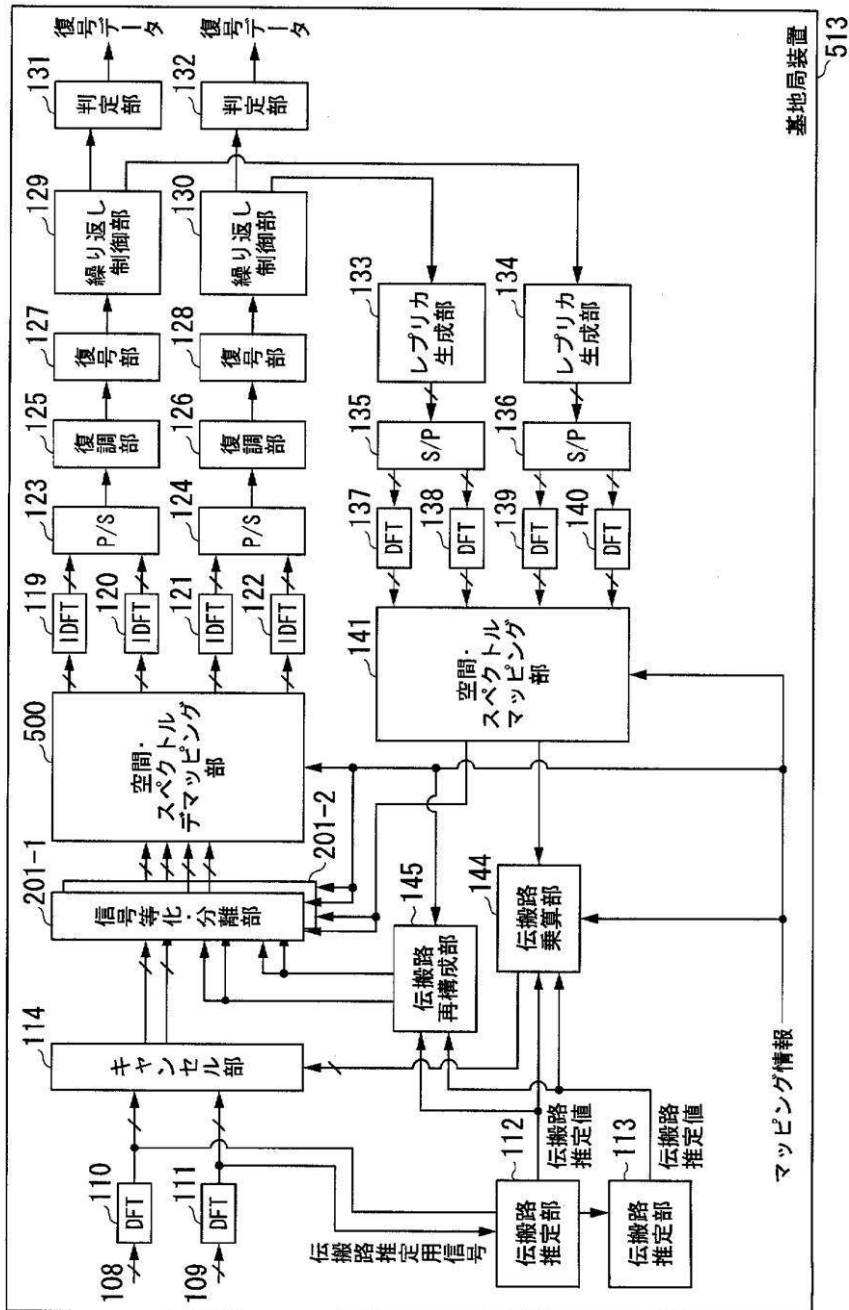 108
109
110
DFT
111
DFT
伝搬路推定用信号
112
伝搬路
推定部
113
伝搬路
推定部
伝搬路
推定値
伝搬路
推定値
マッピング情報
114
キャンセル部
145
伝搬路
再構成部
144
伝搬路
乗算部
201-1
信号等化・分離部
201-2
500
空間・
スペクトル
デマッピング
部
141
空間・
スペクトル
マッピング
部
119
IDFT
120
IDFT
121
IDFT
122
IDFT
123
P/S
124
P/S
125
復調部
126
復調部
127
復号部
128
復号部
129
繰り返し
制御部
130
繰り返し
制御部
131
判定部
132
判定部
復号デ
ータ
復号デ
ータ
133
レプリカ
生成部
134
レプリカ
生成部
135
S/P
136
S/P
137
DFT
138
DFT
139
DFT
140
DFT
基地局装置
513